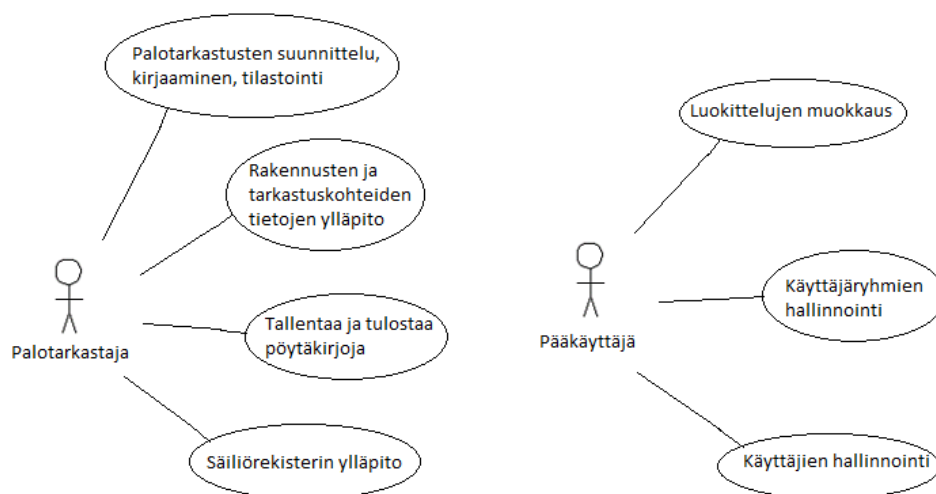 Palotarkastusten suunnittelu,
kirjaaminen, tilastointi
Rakennusten ja
tarkastuskohteiden
tietojen ylläpito
Tallentaa ja tulostaa
pöytäkirjoja
Säiliörekisterin ylläpito
Palotarkastaja
Luokittelujen muokkaus
Käyttäjäryhmien
hallinnointi
Käyttäjien hallinnointi
Pääkäyttäjä